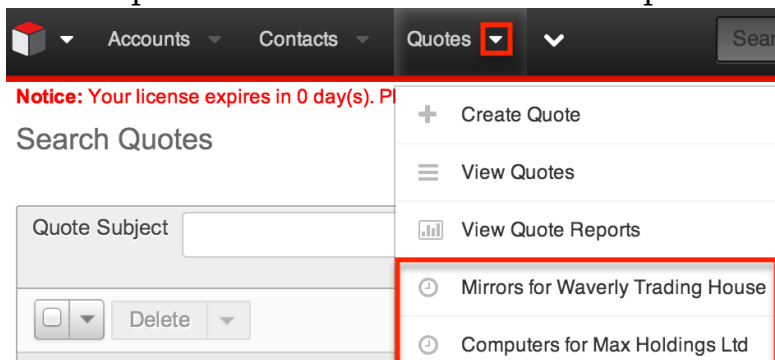 Accounts Contacts Quotes Sear
Notice: Your license expires in 0 day(s). Pl
Search Quotes
Quote Subject
Delete
Create Quote
View Quotes
View Quote Reports
Mirrors for Waverly Trading House
Computers for Max Holdings Ltd